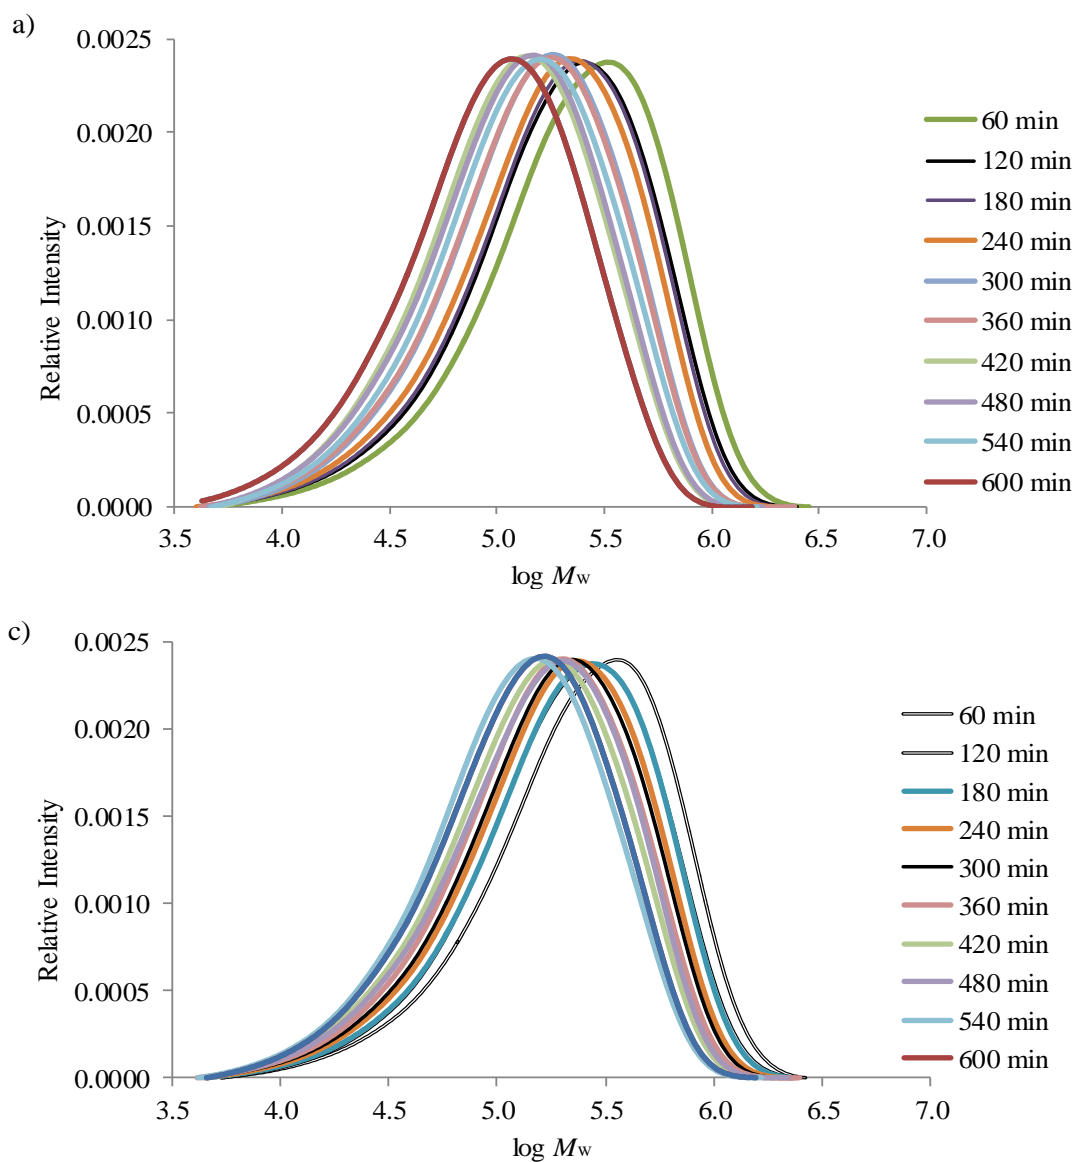 a)
0.0025
0.0020
0.0015
0.0010
0.0005
0.0000
Relative Intensity
3.5 4.0 4.5 5.0 5.5 6.0 6.5 7.0
log Mw
60 min
120 min
180 min
240 min
300 min
360 min
420 min
480 min
540 min
600 min
c)
0.0025
0.0020
0.0015
0.0010
0.0005
0.0000
Relative Intensity
3.5 4.0 4.5 5.0 5.5 6.0 6.5 7.0
log Mw
60 min
120 min
180 min
240 min
300 min
360 min
420 min
480 min
540 min
600 min